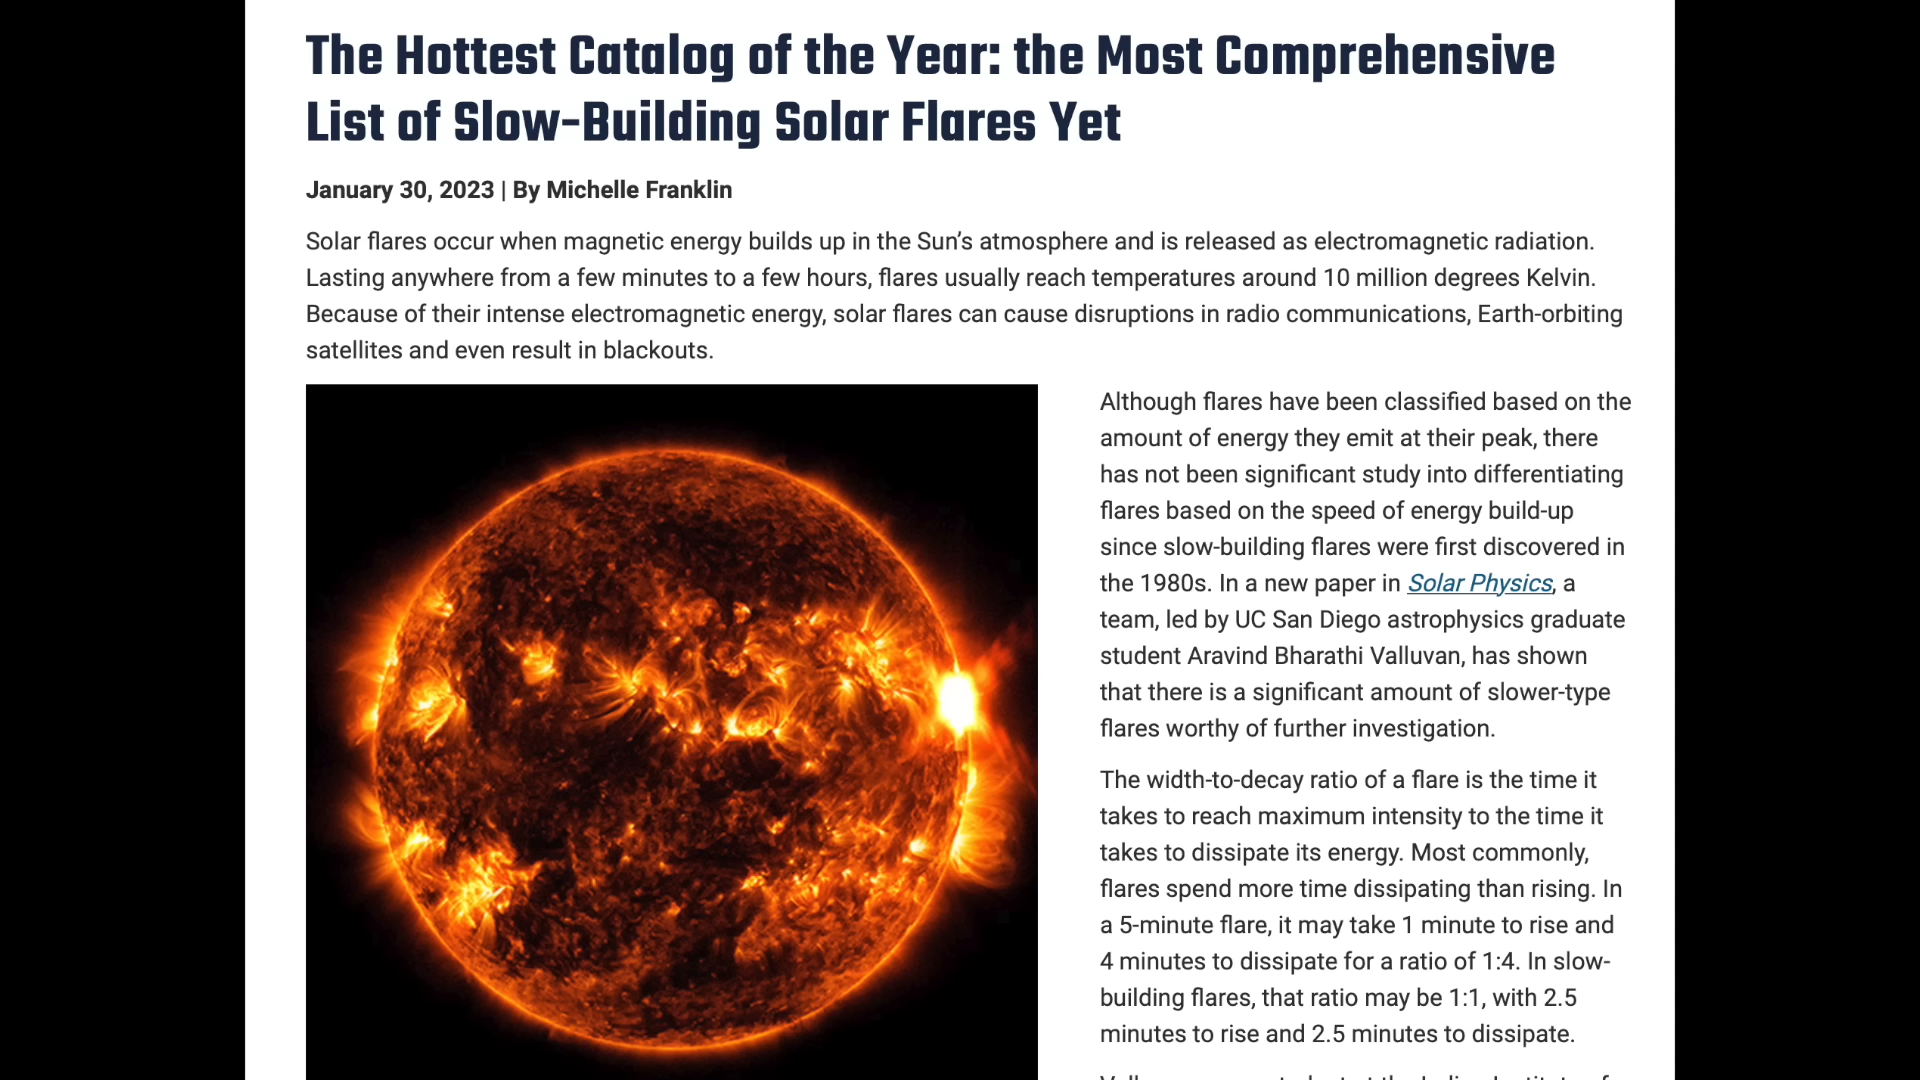 The Hottest Catalog of the Year: the Most Comprehensive
List of Slow-Building Solar Flares Yet
January 30, 2023 | By Michelle Franklin
Solar flares occur when magnetic energy builds up in the Sun’s atmosphere and is released as electromagnetic radiation.
Lasting anywhere from a few minutes to a few hours, flares usually reach temperatures around 10 million degrees Kelvin.
Because of their intense electromagnetic energy, solar flares can cause disruptions in radio communications, Earth-orbiting
satellites and even result in blackouts.
Although flares have been classified based on the
amount of energy they emit at their peak, there
has not been significant study into differentiating
flares based on the speed of energy build-up
since slow-building flares were first discovered in
the 1980s. In a new paper in Solar Physics, a
team, led by UC San Diego astrophysics graduate
student Aravind Bharathi Valluvan, has shown
that there is a significant amount of slower-type
flares worthy of further investigation.
The width-to-decay ratio of a flare is the time it
takes to reach maximum intensity to the time it
takes to dissipate its energy. Most commonly,
flares spend more time dissipating than rising. In
a 5-minute flare, it may take 1 minute to rise and
4 minutes to dissipate for a ratio of 1:4. In slow-
building flares, that ratio may be 1:1, with 2.5
minutes to rise and 2.5 minutes to dissipate.